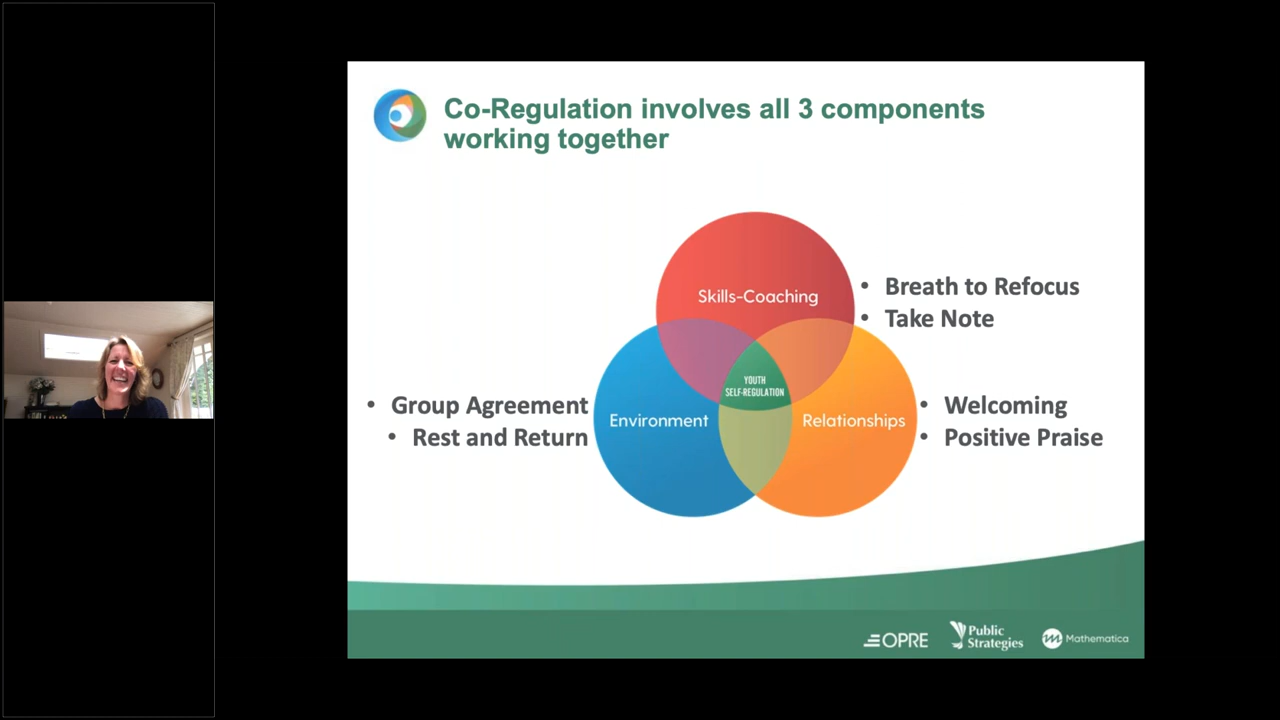 Co-Regulation involves all 3 components
working together
Skills-Coaching
• Breath to Refocus
• Take Note
YOUTH
SELF-REGULATION
• Group Agreement
• Rest and Return
Environment
Relationships
• Welcoming
• Positive Praise
OPRE
Public
Strategies
m Mathematica